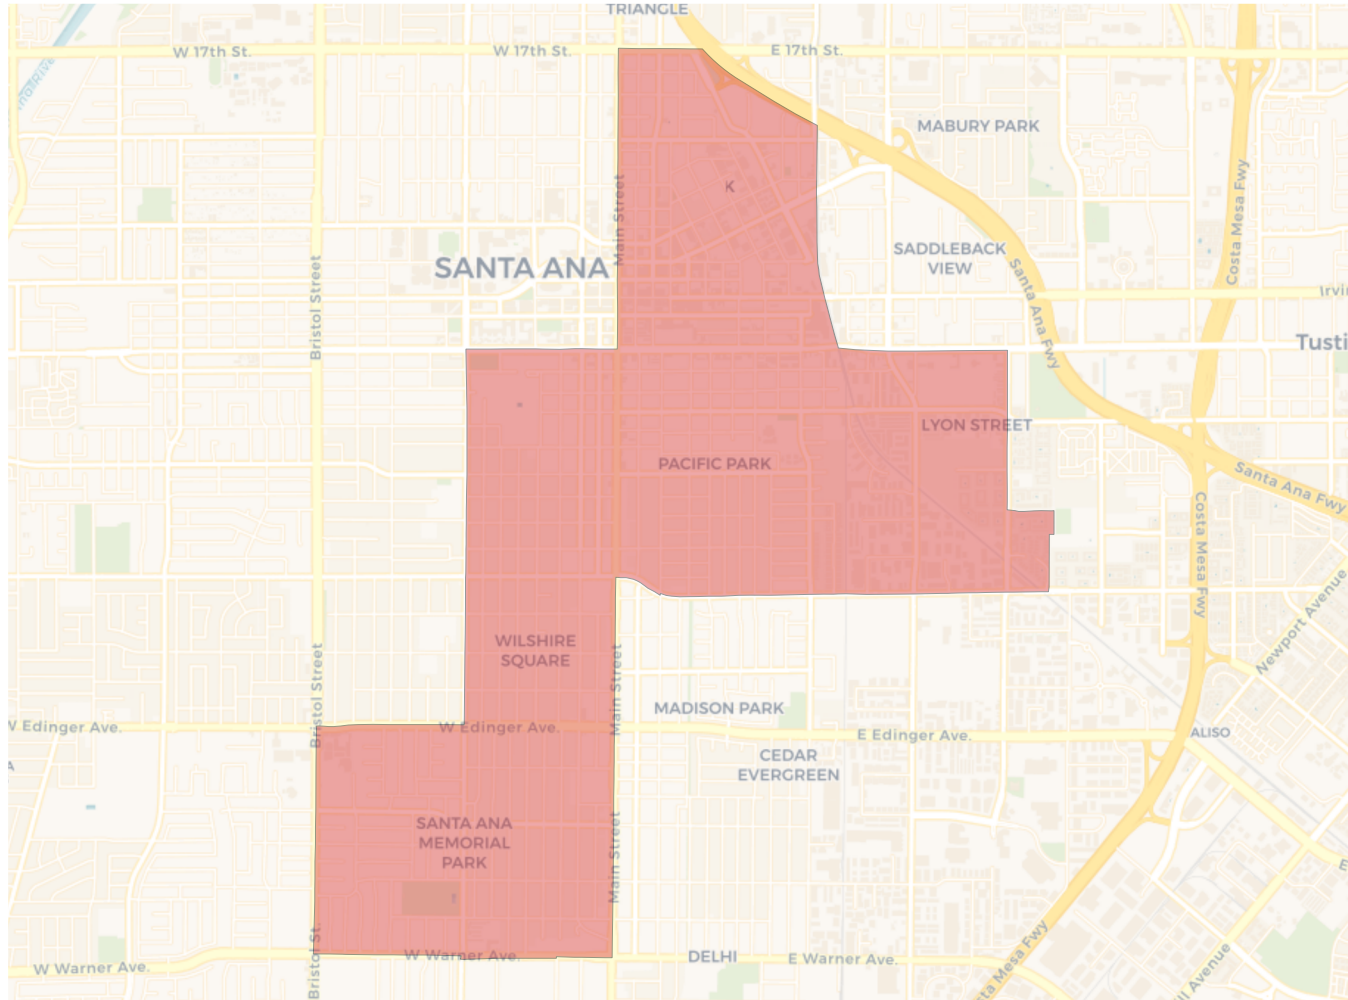 TRIANGLE
W 17th St.
W 17th St.
E 17th St.
MABURY PARK
K
Main Street
Costa Mesa Fwy
SADDLEBACK
VIEW
SANTA ANA
Santa Ana Fwy
Bristol Street
Irvi
Tusti
LYON STREET
PACIFIC PARK
Santa Ana Fwy
Costa Mesa Fwy
Newport Avenue
WILSHIRE
SQUARE
Bristol Street
Main Street
MADISON PARK
W Edinger Ave.
W Edinger Ave.
E Edinger Ave.
ALISO
CEDAR
EVERGREEN
A
SANTA ANA
MEMORIAL
PARK
Main Street
E
Bristol St.
W Warner Ave.
W Warner Ave.
DELHI
E Warner Ave.
sta Mesa Fwy
ll Avenue